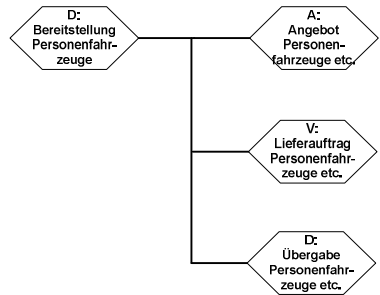 D:
Bereitstellung
Personenfahr-
zeuge
A:
Angebot
Personen-
fahrzeuge etc.
V:
Lieferauftrag
Personenfahr-
zeuge etc.
D:
Übergabe
Personenfahr-
zeuge etc.